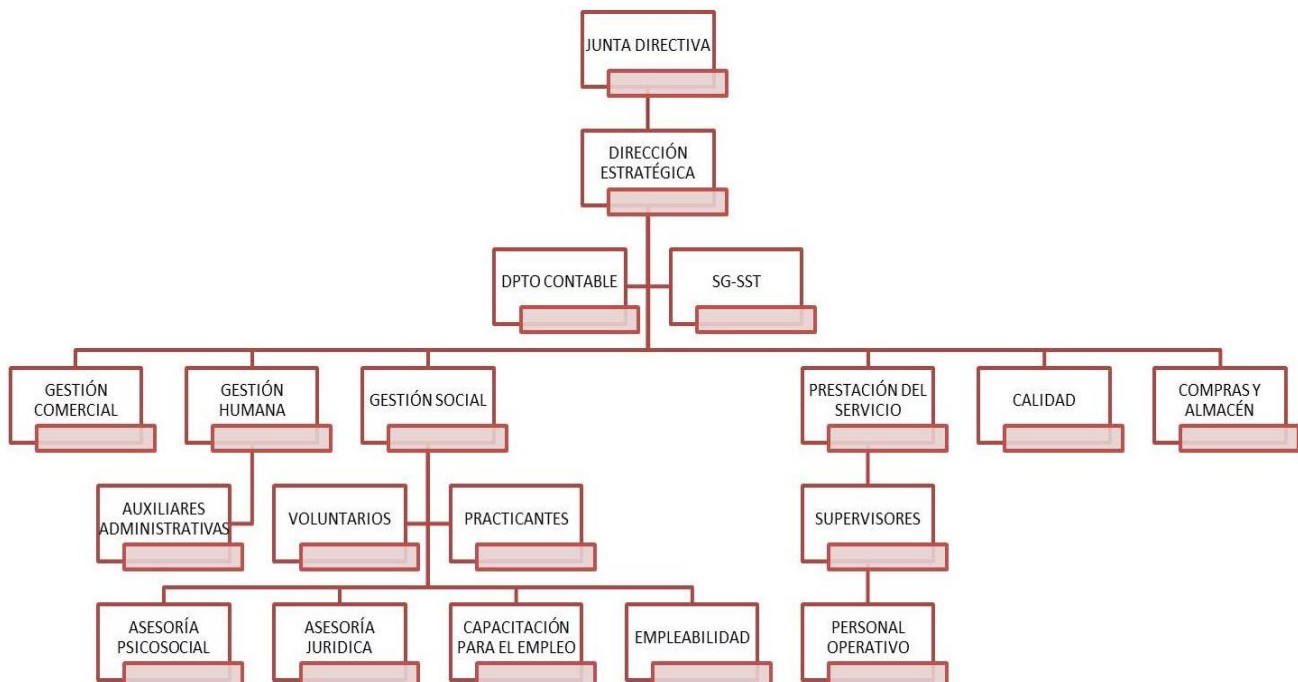 JUNTA DIRECTIVA
DIRECCIÓN
ESTRATÉGICA
DPTO CONTABLE
SG-SST
GESTIÓN
COMERCIAL
GESTIÓN
HUMANA
GESTIÓN SOCIAL
PRESTACIÓN DEL
SERVICIO
CALIDAD
COMPRAS Y
ALMACÉN
AUXILIARES
ADMINISTRATIVAS
VOLUNTARIOS
PRACTICANTES
SUPERVISORES
ASESORÍA
PSICOSOCIAL
ASESORÍA
JURIDICA
CAPACITACIÓN
PARA EL EMPLEO
EMPLEABILIDAD
PERSONAL
OPERATIVO